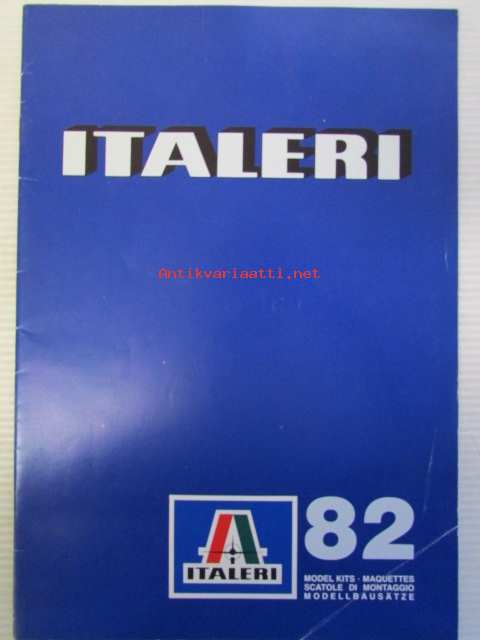 ITALERI
Antikvariaatti.net
82
ITALERI
MODEL KITS · MAQUETTES
SCATOLE DI MONTAGGIO
MODELLBAUSÄTZE